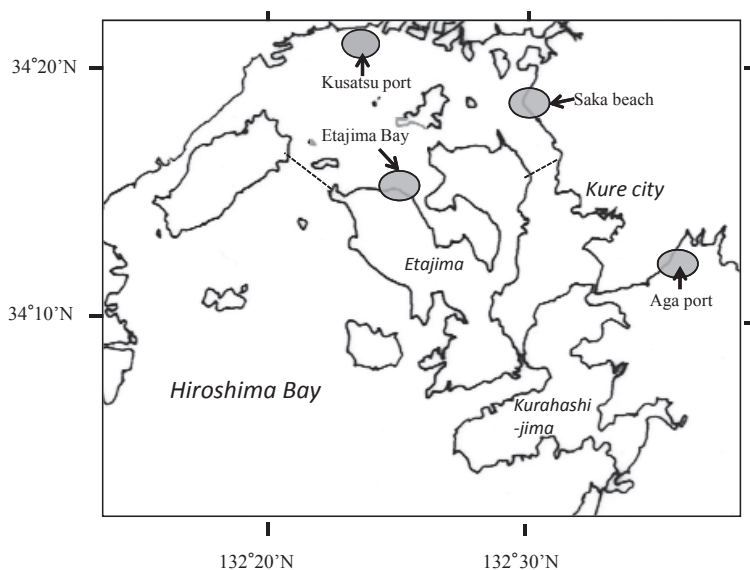 34°20’N
Kusatsu port
Saka beach
Etajima Bay
Kure city
Etajima
Aga port
34°10’N
Hiroshima Bay
Kurahashi
-jima
132°20’N
132°30’N